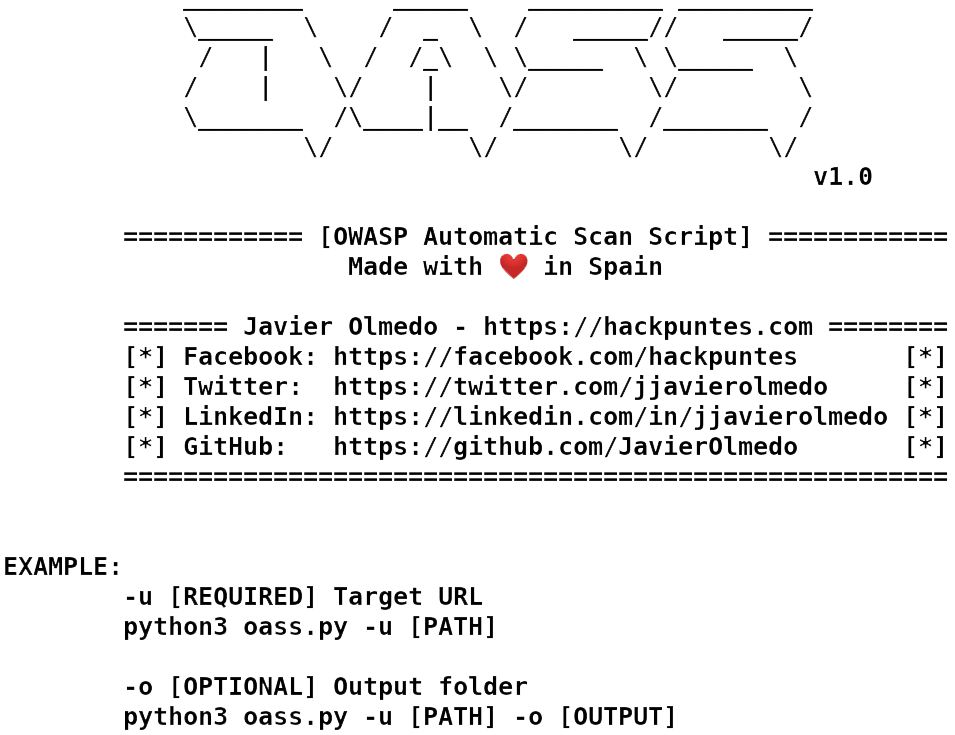 OASS
v1.0
============ [OWASP Automatic Scan Script] ============
Made with ❤️ in Spain
======= Javier Olmedo - https://hackpuntes.com ========
[*] Facebook: https://facebook.com/hackpuntes       [*]
[*] Twitter:  https://twitter.com/jjavierolmedo     [*]
[*] LinkedIn: https://linkedin.com/in/jjavierolmedo [*]
[*] GitHub:   https://github.com/JavierOlmedo       [*]
=======================================================
EXAMPLE:
-u [REQUIRED] Target URL
python3 oass.py -u [PATH]
-o [OPTIONAL] Output folder
python3 oass.py -u [PATH] -o [OUTPUT]